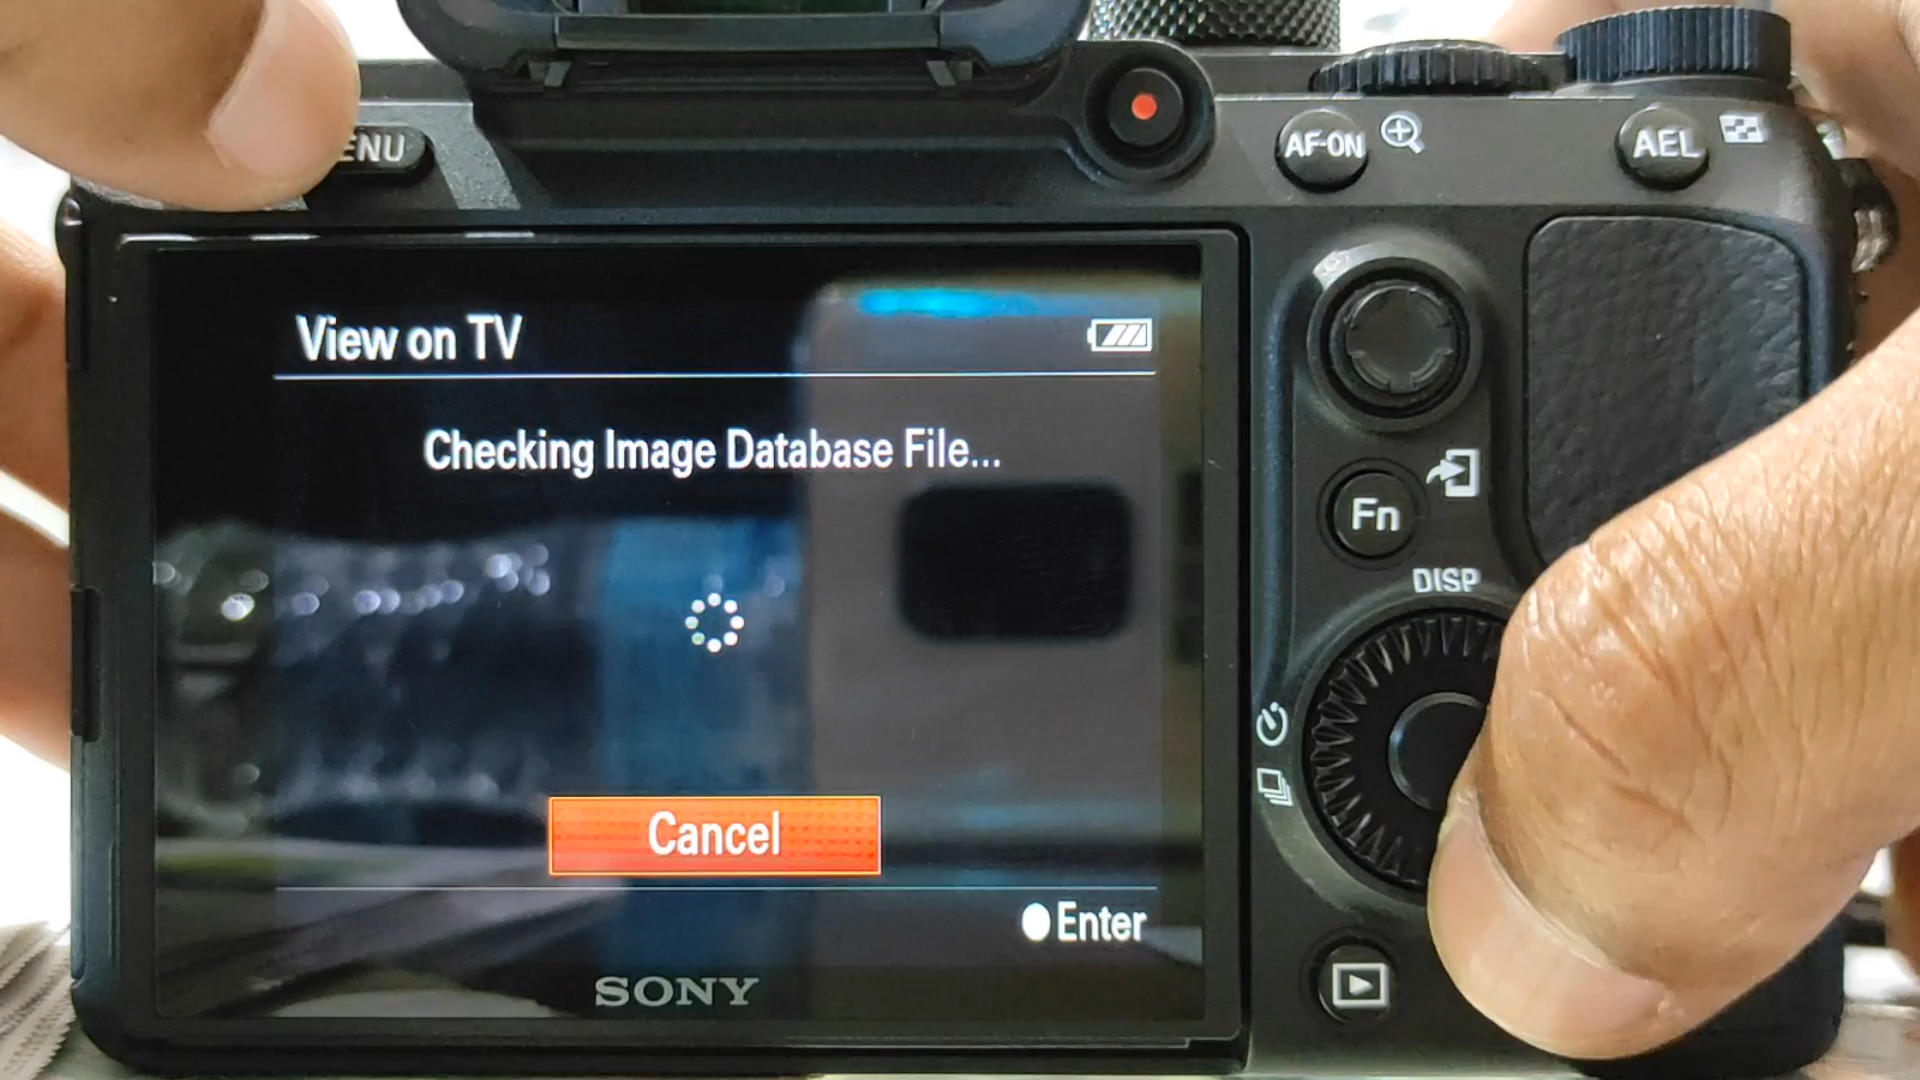 ENU
AF-ON
AEL
View on TV
Checking Image Database File...
Fn
DISP
Cancel
Enter
SONY